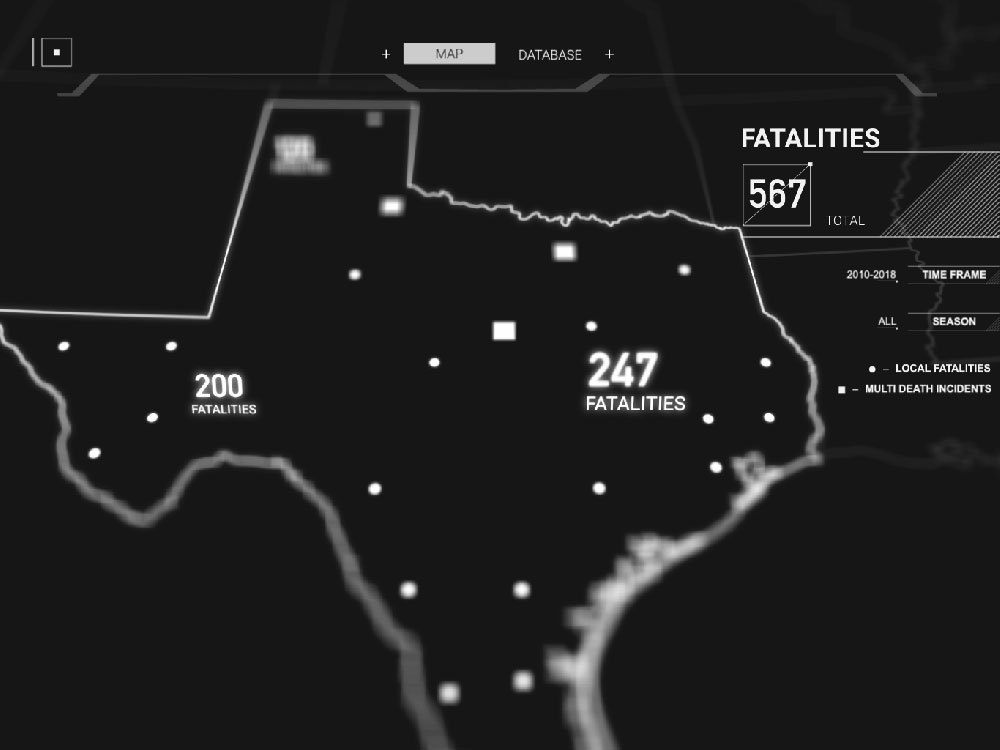 MAP
DATABASE
FATALITIES
567
TOTAL
2010-2018
TIME FRAME
ALL
SEASON
– LOCAL FATALITIES
– MULTI DEATH INCIDENTS
247
FATALITIES
200
FATALITIES